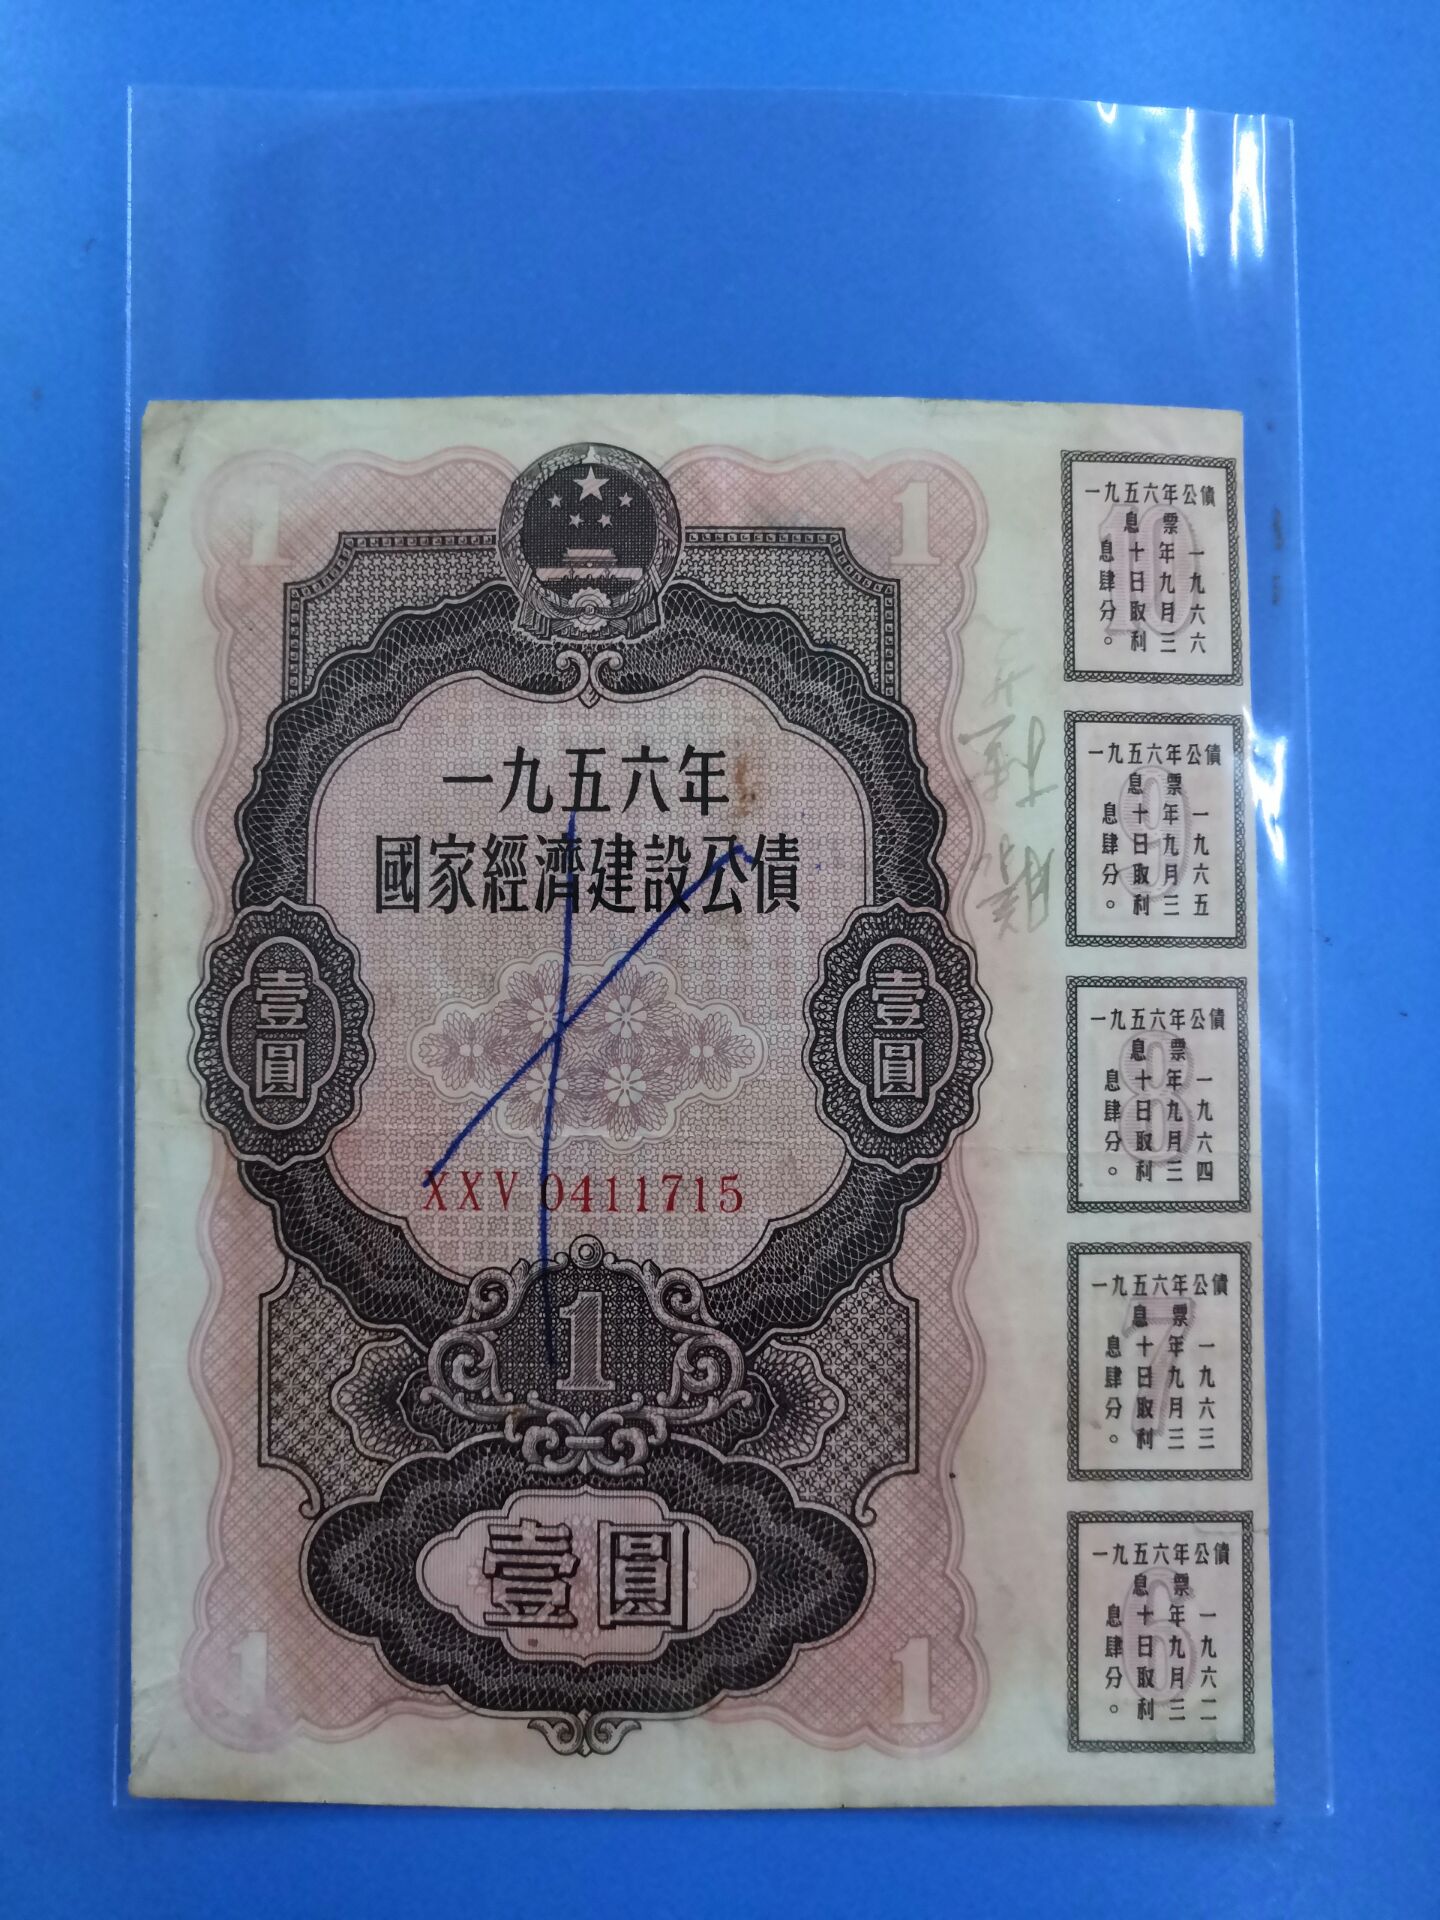 1
1
一九五六年
國家經濟建設公債
壹圓
壹圓
XXV 0411715
1
壹圓
1
1
10
一九五六年公債
息票
一九六六
年九月三
十日取利
息肆分。
9
一九五六年公債
息票
一九六五
年九月三
十日取利
息肆分。
8
一九五六年公債
息票
一九六四
年九月三
十日取利
息肆分。
7
一九五六年公債
息票
一九六三
年九月三
十日取利
息肆分。
6
一九五六年公債
息票
一九六二
年九月三
十日取利
息肆分。